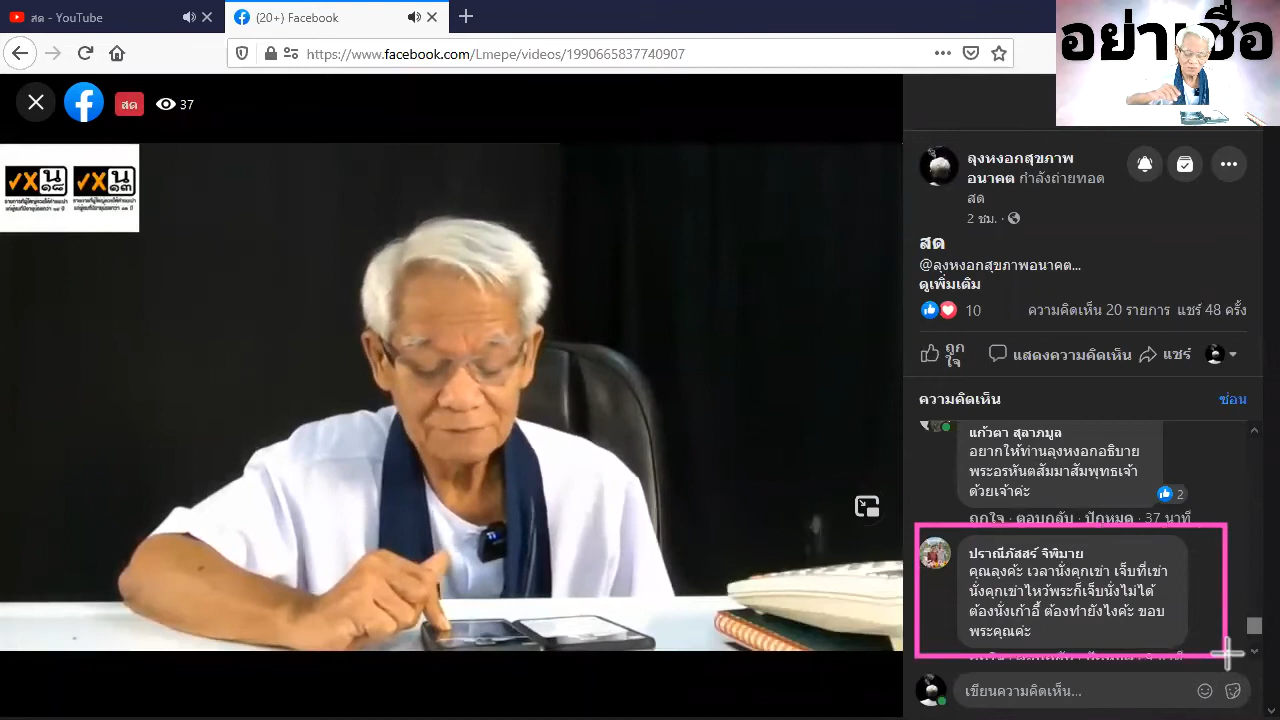 สด - YouTube
(20+) Facebook
https://www.facebook.com/Lmepe/videos/1990665837740907
อย่าเชื่อ
สด
37
✓X น ๑๘ ✓X น ๑๓
ลุงหงอกสุขภาพ
อนาคต กำลังถ่ายทอด
สด
2 ชม. ·
สด
@ลุงหงอกสุขภาพอนาคต...
ดูเพิ่มเติม
10
ความคิดเห็น 20 รายการ แชร์ 48 ครั้ง
ถูก
ใจ
แสดงความคิดเห็น
แชร์
ความคิดเห็น
ซ่อน
แก้วตา สุลาภมูล
อยากให้ท่านลุงหงอกอธิบาย
พระอรหันตสัมมาสัมพุทธเจ้า
ด้วยเจ้าค่ะ
2
ถูกใจ · ตอบกลับ · ปักหมุด · 37 นาที
ปราณีภัสสร์ จิพิมาย
คุณลุงค้ะ เวลานั่งคุกเข่า เจ็บที่เข่า
นั่งคุกเข่าไหว้พระก็เจ็บนั่งไม่ได้
ต้องนั่งเก้าอี้ ต้องทำยังไงค้ะ ขอบ
พระคุณค่ะ
เขียนความคิดเห็น...